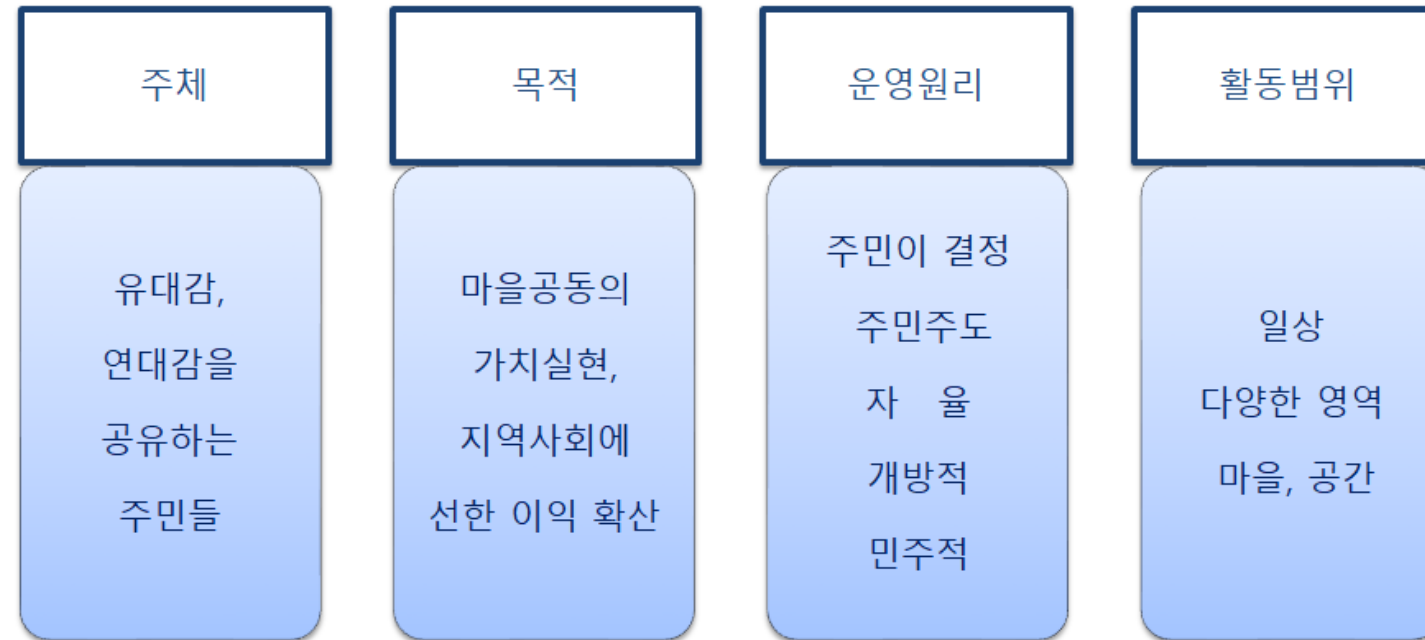 주체
유대감,
연대감을
공유하는
주민들
목적
마을공동의
가치실현,
지역사회에
선한 이익 확산
운영원리
주민이 결정
주민주도
자 율
개방적
민주적
활동범위
일상
다양한 영역
마을, 공간